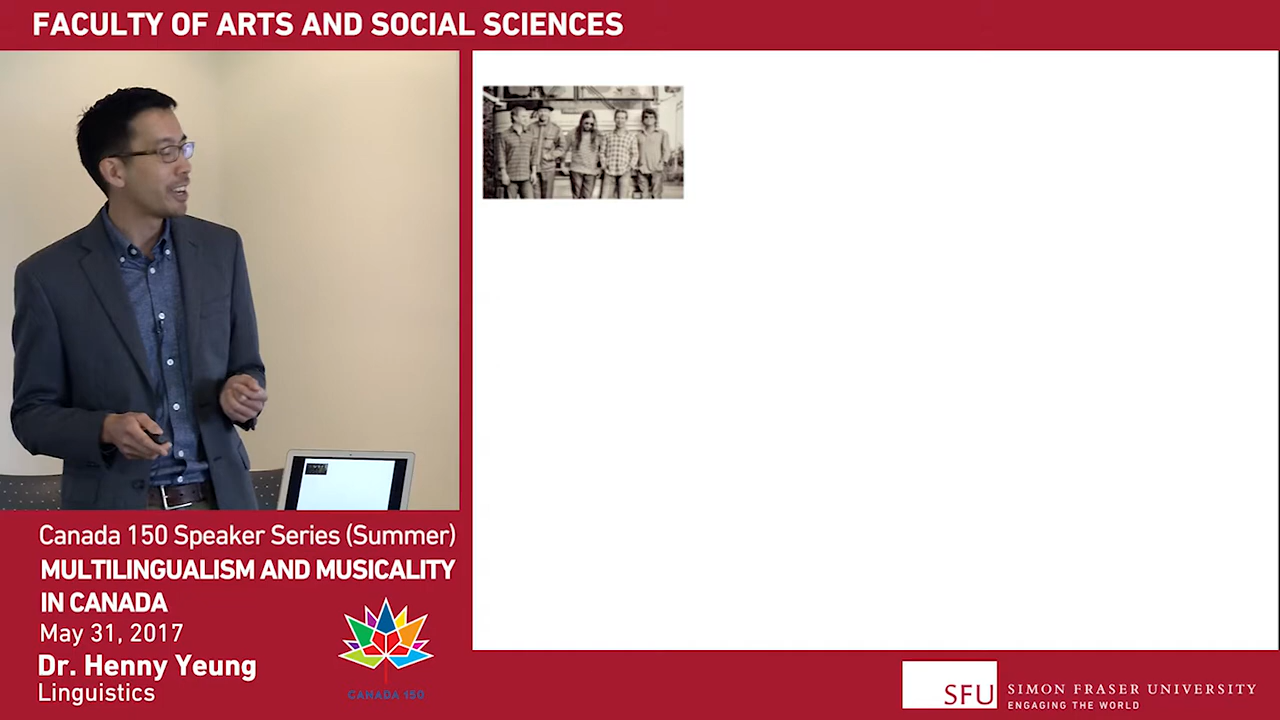 FACULTY OF ARTS AND SOCIAL SCIENCES
Canada 150 Speaker Series (Summer)
MULTILINGUALISM AND MUSICALITY
IN CANADA
May 31, 2017
Dr. Henny Yeung
Linguistics
CANADA 150
SFU
SIMON FRASER UNIVERSITY
ENGAGING THE WORLD